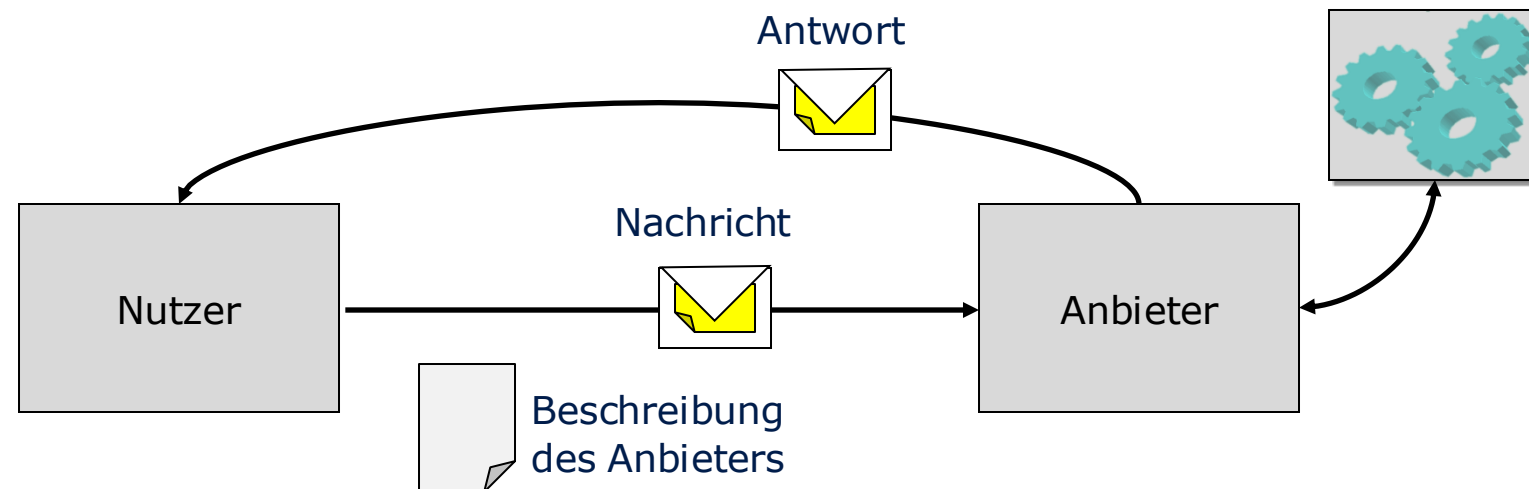 Antwort
Nachricht
Nutzer
Anbieter
Beschreibung
des Anbieters